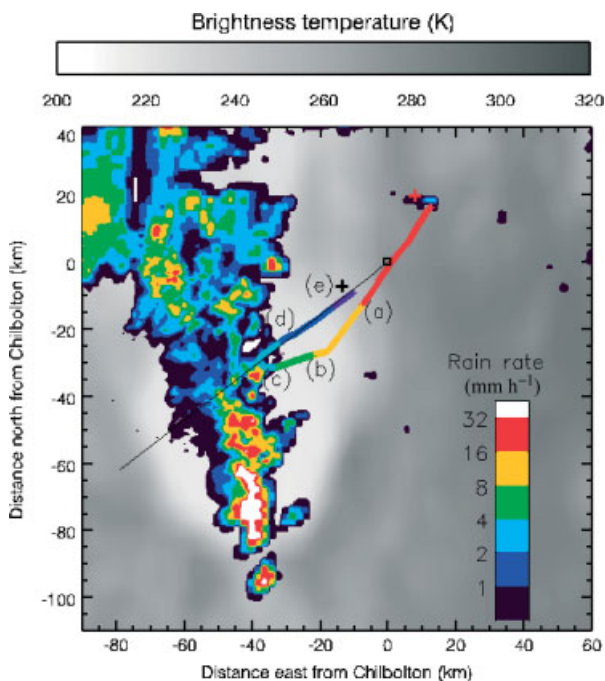 Brightness temperature (K)
200 220 240 260 280 300 320
40
20
0
-20
-40
-60
-80
-100
Distance north from Chilbolton (km)
(e)
(a)
(d)
(c)
(b)
Rain rate
(mm h⁻¹)
32
16
8
4
2
1
-80 -60 -40 -20 0 20 40 60
Distance east from Chilbolton (km)